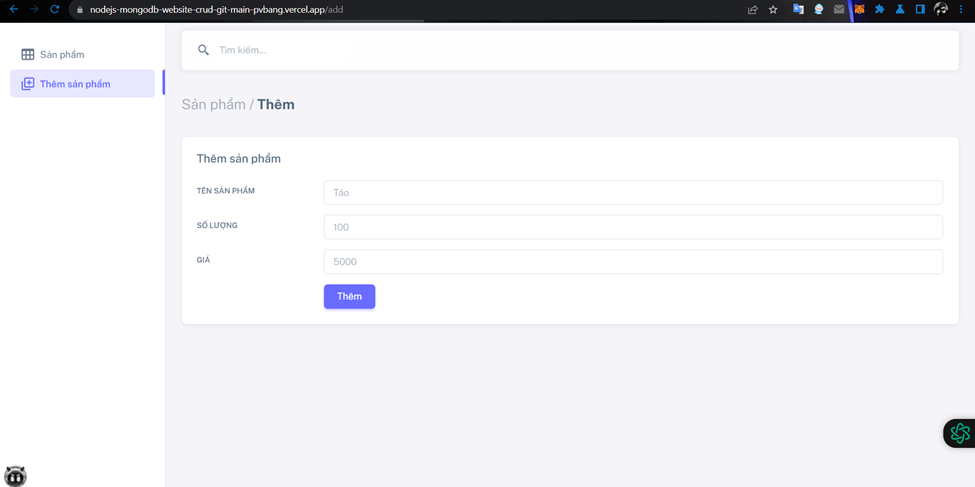 nodejs-mongodb-website-crud-git-main-pvbang.vercel.app/add
Tìm kiếm...
Sản phẩm
Thêm sản phẩm
Sản phẩm / Thêm
Thêm sản phẩm
TÊN SẢN PHẨM
Táo
SỐ LƯỢNG
100
GIÁ
5000
Thêm